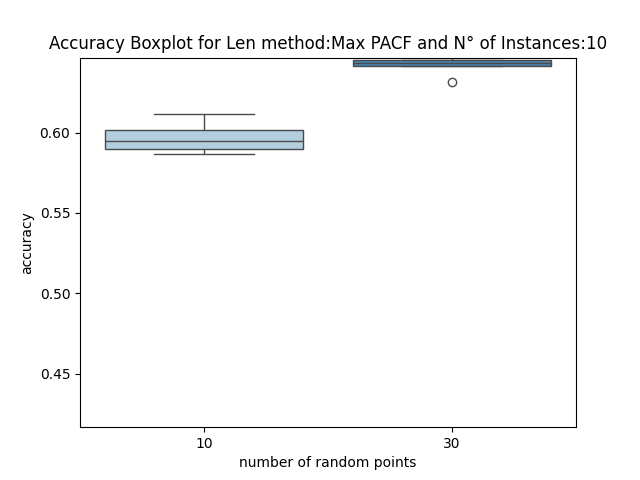 Accuracy Boxplot for Len method:Max PACF and N° of Instances:10
0.60
0.55
0.50
0.45
accuracy
10 30
number of random points